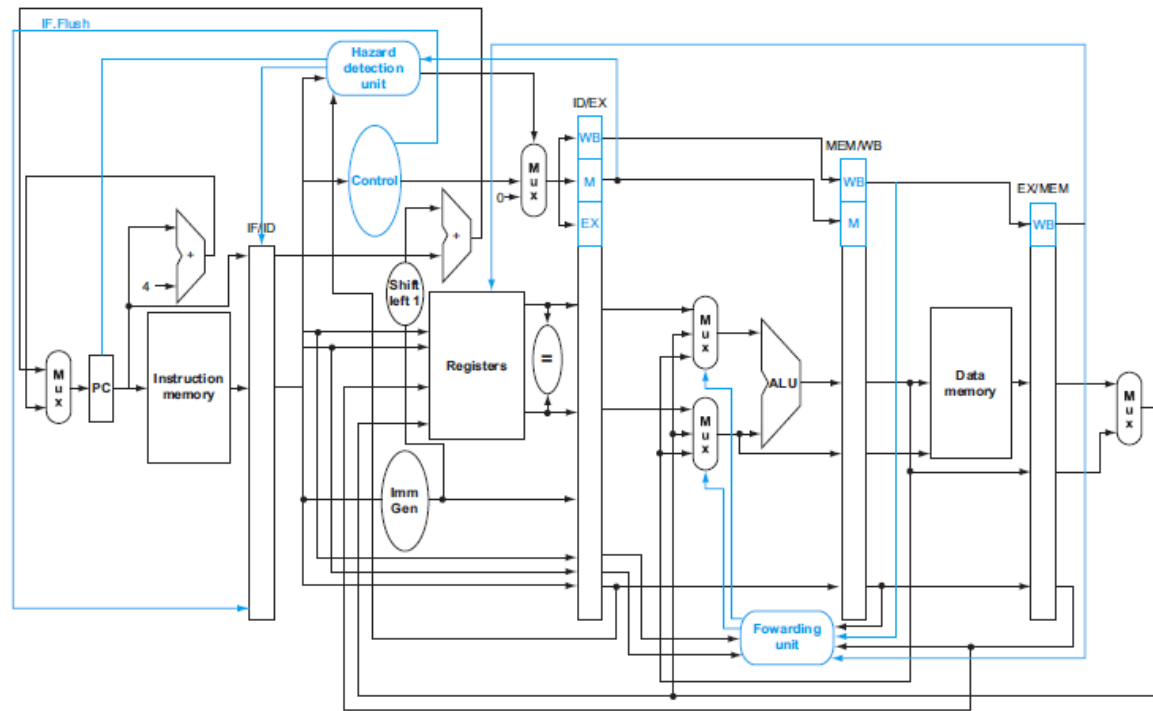 IF.Flush
Hazard
detection
unit
ID/EX
WB
MEM/WB
Control
M
u
x
M
WB
EX/MEM
0
EX
M
WB
IF/ID
+
+
4
Shift
left 1
M
u
x
PC
Instruction
memory
Registers
=
M
u
x
ALU
Data
memory
M
u
x
M
u
x
Imm
Gen
Fowarding
unit